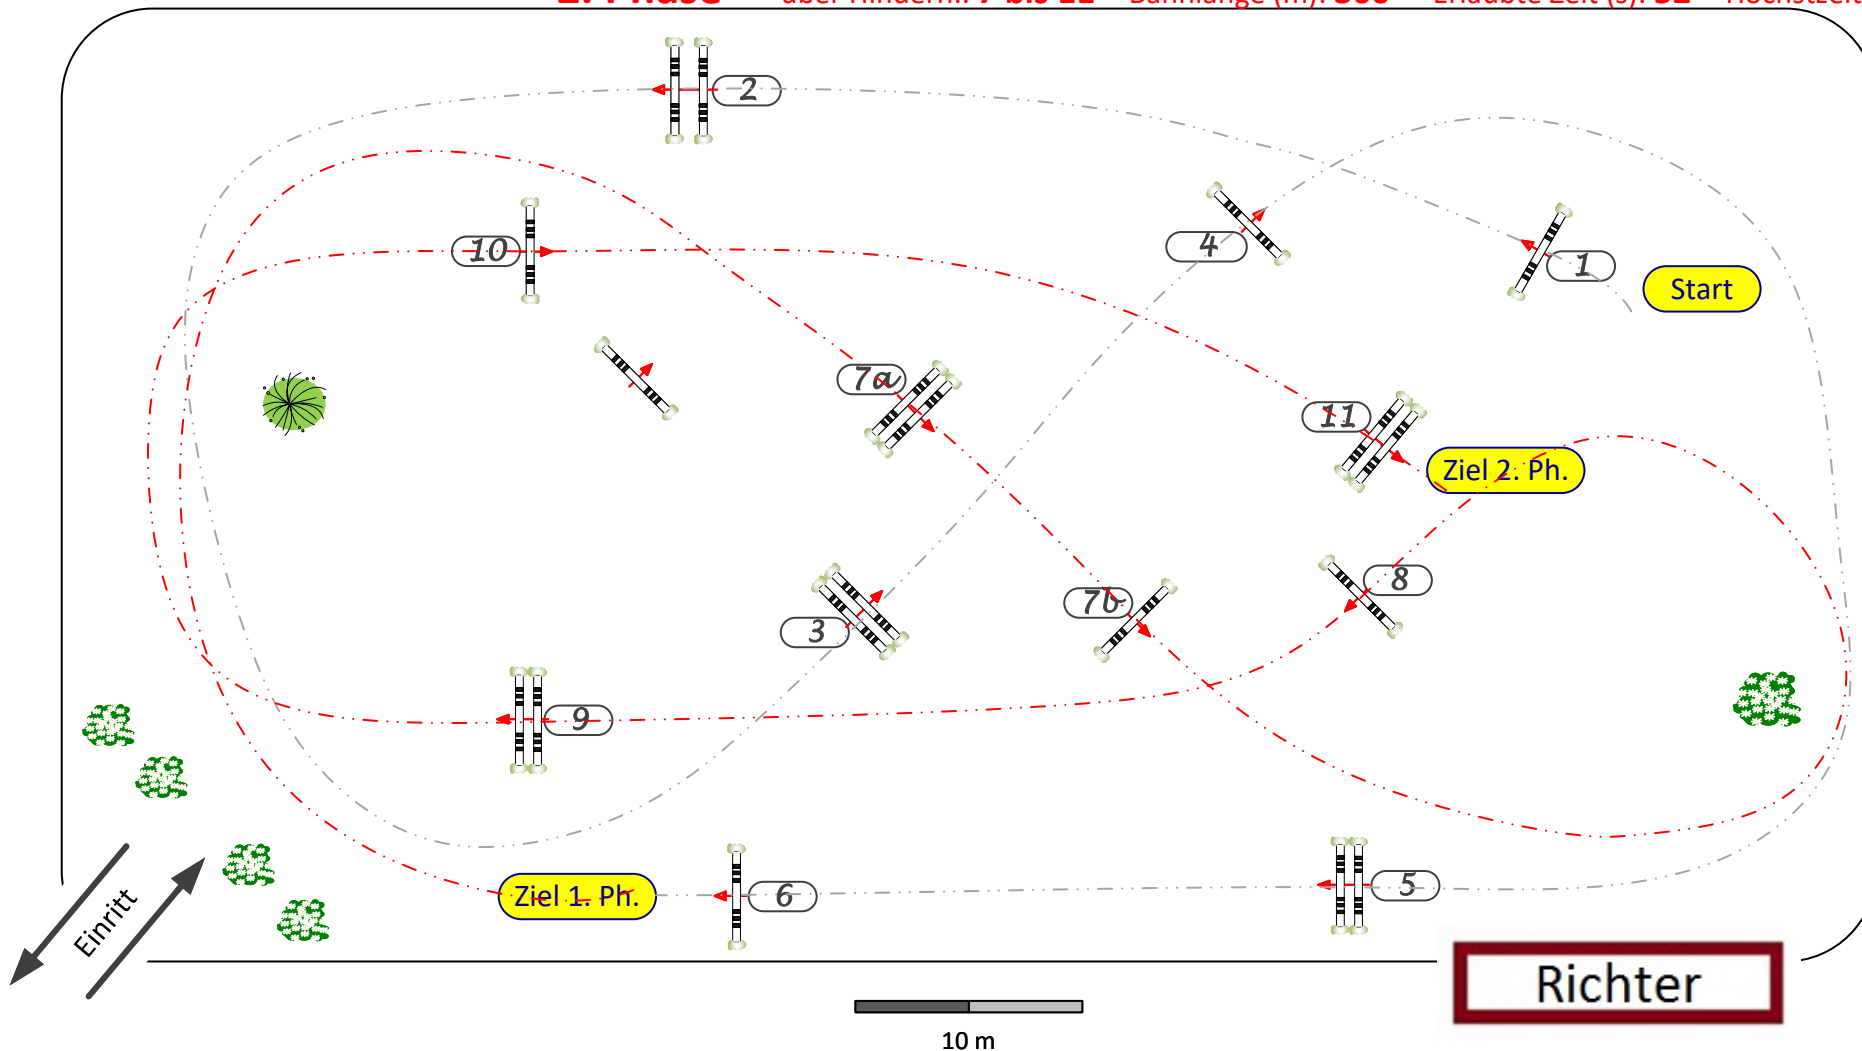 2
4
1
10
Start
7a
11
Ziel 2. Ph.
8
7b
3
9
5
Ziel 1. Ph.
6
Einritt
Richter
10 m